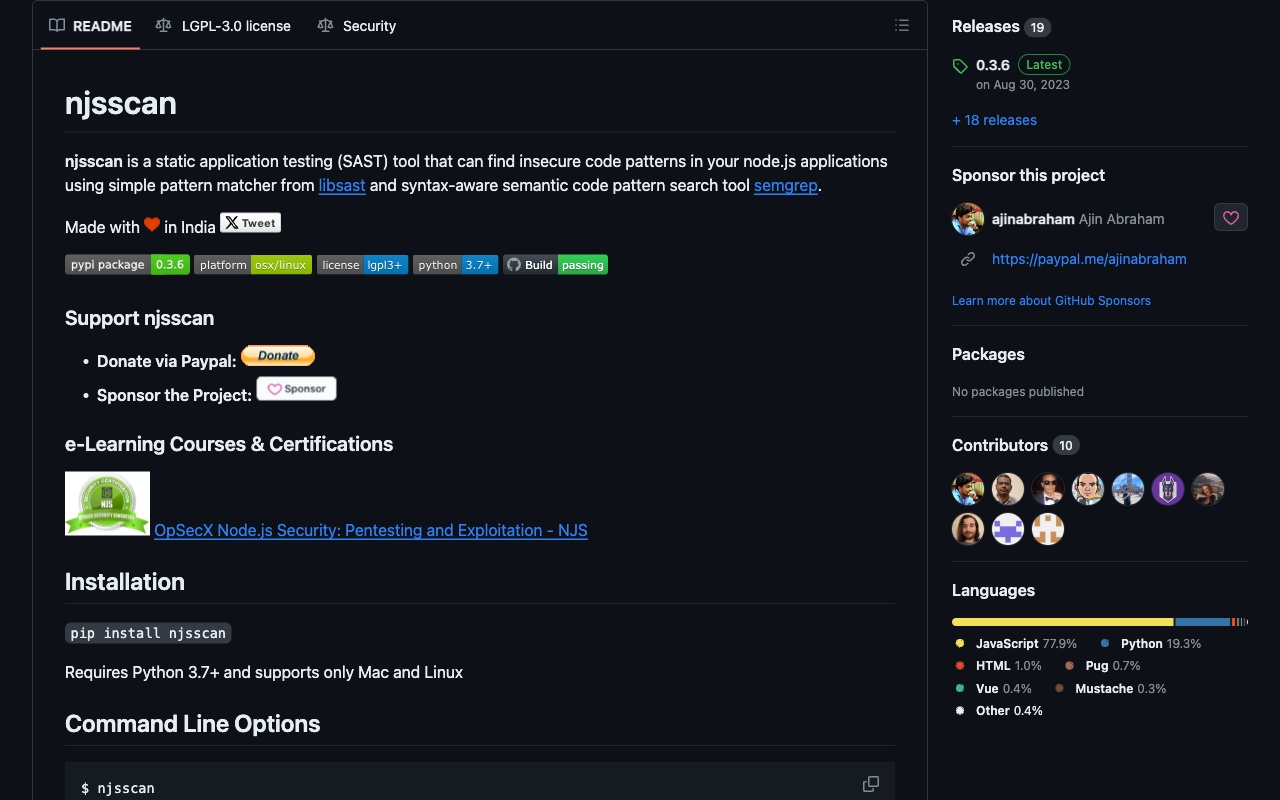 README
LGPL-3.0 license
Security
njsscan
njsscan is a static application testing (SAST) tool that can find insecure code patterns in your node.js applications
using simple pattern matcher from libsast and syntax-aware semantic code pattern search tool semgrep.
Made with in India Tweet
pypi package 0.3.6 platform osx/linux license lgpl3+ python 3.7+ Build passing
Support njsscan
• Donate via Paypal: Donate
• Sponsor the Project: Sponsor
e-Learning Courses & Certifications
NJS
OpSecX Node.js Security: Pentesting and Exploitation - NJS
Installation
pip install njsscan
Requires Python 3.7+ and supports only Mac and Linux
Command Line Options
$ njsscan
Releases 19
0.3.6 Latest
on Aug 30, 2023
+ 18 releases
Sponsor this project
ajinabraham Ajin Abraham
https://paypal.me/ajinabraham
Learn more about GitHub Sponsors
Packages
No packages published
Contributors 10
Languages
JavaScript 77.9% Python 19.3%
HTML 1.0% Pug 0.7%
Vue 0.4% Mustache 0.3%
Other 0.4%